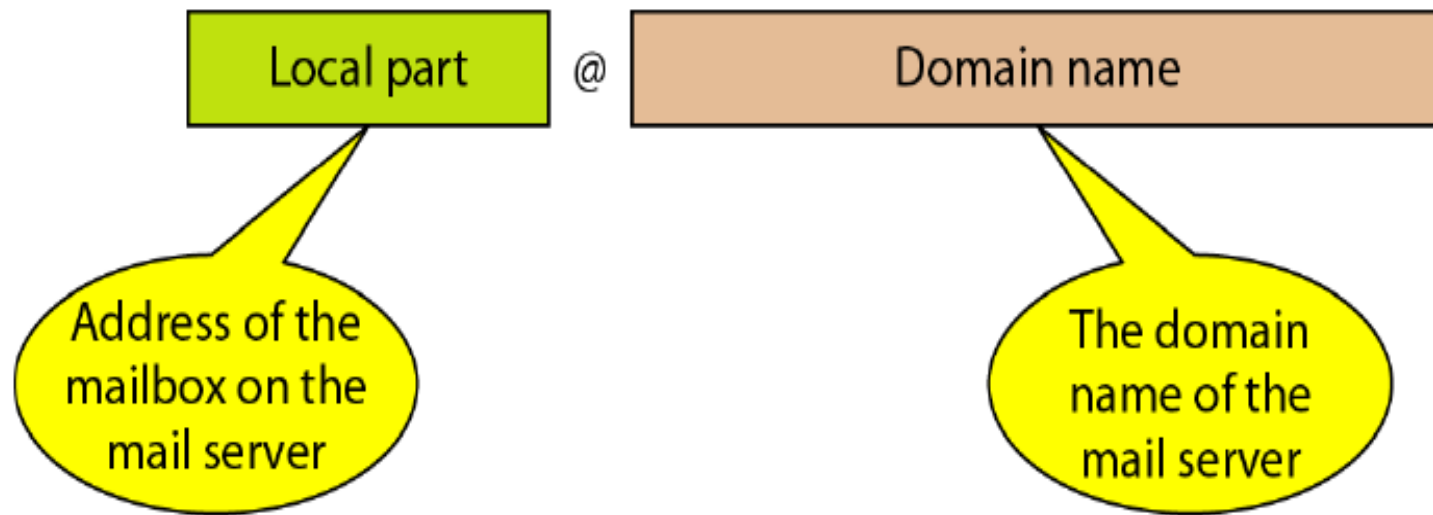 Local part @ Domain name
Address of the
mailbox on the
mail server
The domain
name of the
mail server